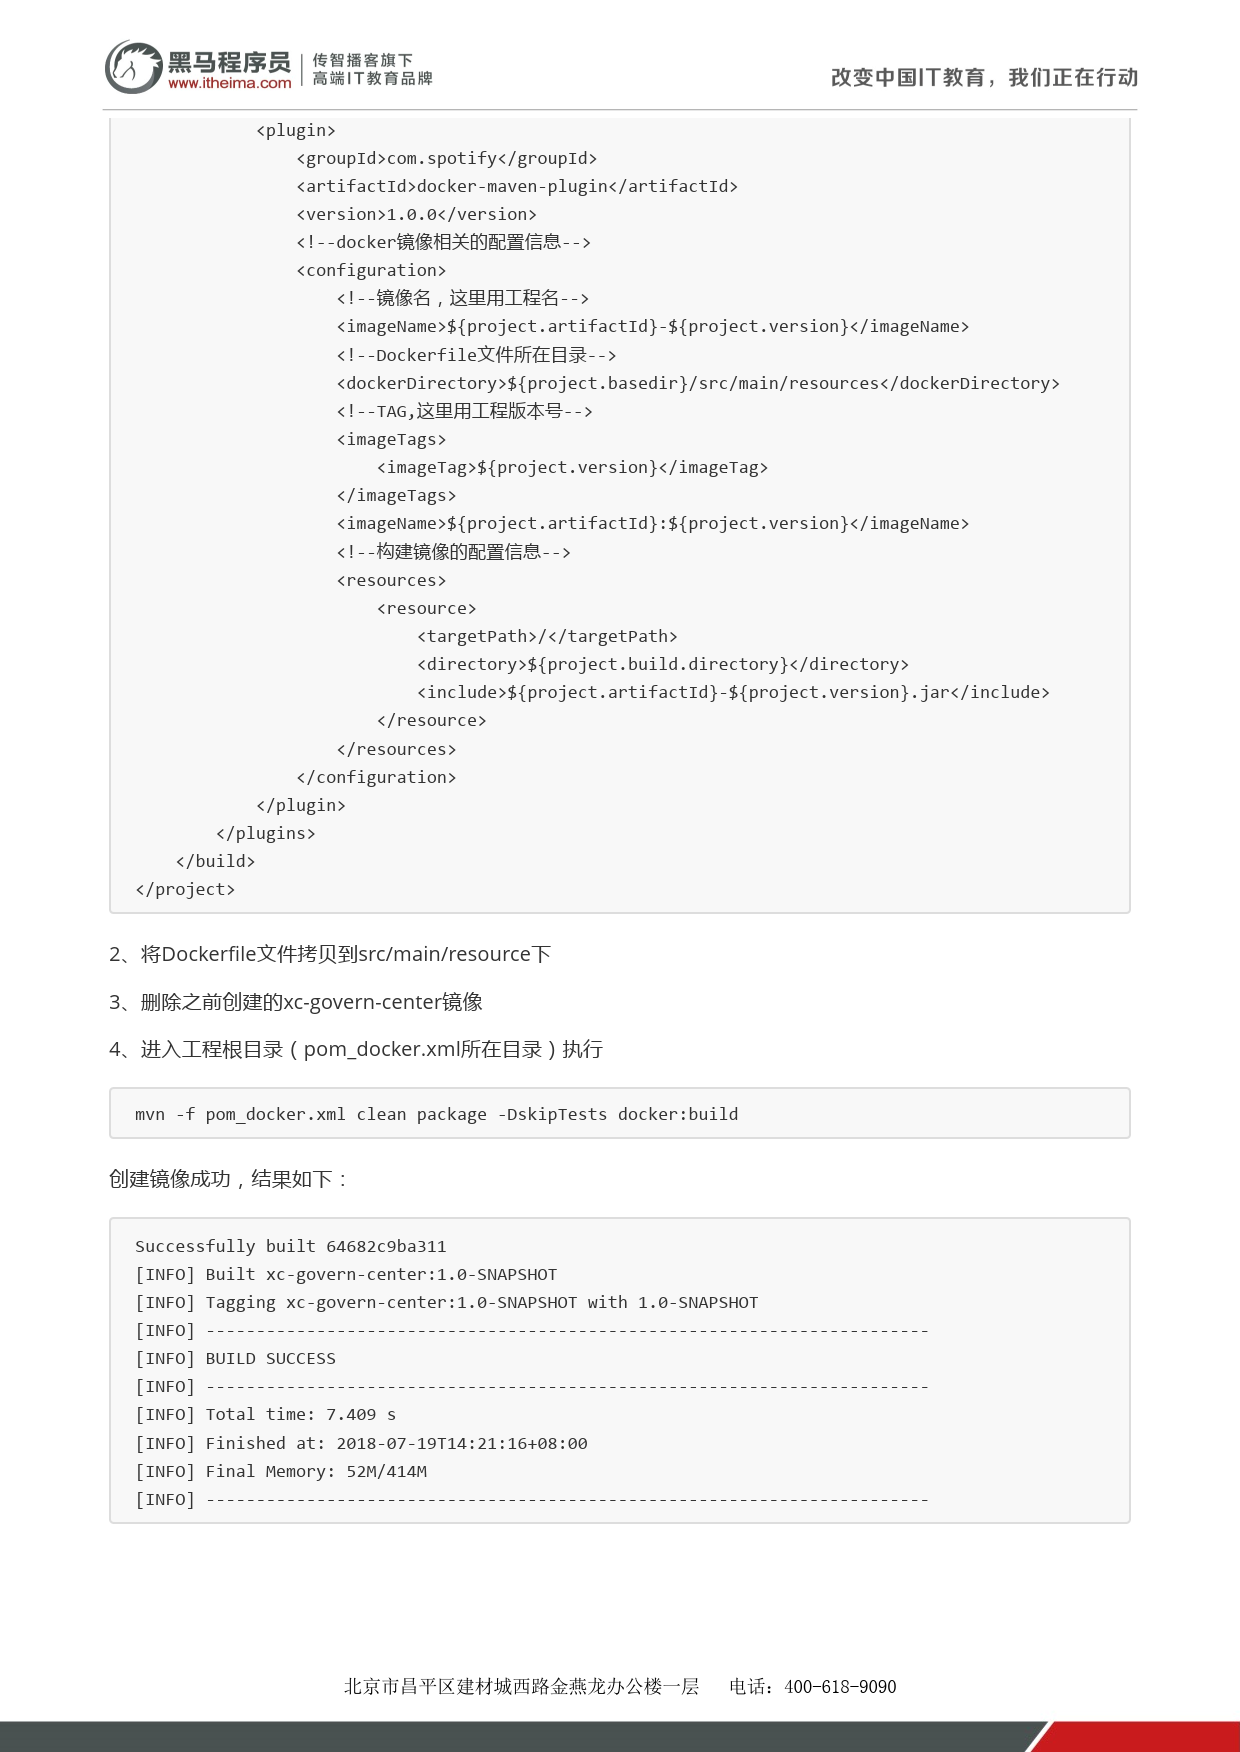 黑马程序员
www.itheima.com
传智播客旗下
高端IT教育品牌
改变中国IT教育，我们正在行动
<plugin>
<groupId>com.spotify</groupId>
<artifactId>docker-maven-plugin</artifactId>
<version>1.0.0</version>
<!--docker镜像相关的配置信息-->
<configuration>
<!--镜像名，这里用工程名-->
<imageName>${project.artifactId}-${project.version}</imageName>
<!--Dockerfile文件所在目录-->
<dockerDirectory>${project.basedir}/src/main/resources</dockerDirectory>
<!--TAG,这里用工程版本号-->
<imageTags>
<imageTag>${project.version}</imageTag>
</imageTags>
<imageName>${project.artifactId}:${project.version}</imageName>
<!--构建镜像的配置信息-->
<resources>
<resource>
<targetPath>/</targetPath>
<directory>${project.build.directory}</directory>
<include>${project.artifactId}-${project.version}.jar</include>
</resource>
</resources>
</configuration>
</plugin>
</plugins>
</build>
</project>
2、将Dockerfile文件拷贝到src/main/resource下
3、删除之前创建的xc-govern-center镜像
4、进入工程根目录（pom_docker.xml所在目录）执行
mvn -f pom_docker.xml clean package -DskipTests docker:build
创建镜像成功，结果如下：
Successfully built 64682c9ba311
[INFO] Built xc-govern-center:1.0-SNAPSHOT
[INFO] Tagging xc-govern-center:1.0-SNAPSHOT with 1.0-SNAPSHOT
[INFO] ------------------------------------------------------------------------
[INFO] BUILD SUCCESS
[INFO] ------------------------------------------------------------------------
[INFO] Total time: 7.409 s
[INFO] Finished at: 2018-07-19T14:21:16+08:00
[INFO] Final Memory: 52M/414M
[INFO] ------------------------------------------------------------------------
北京市昌平区建材城西路金燕龙办公楼一层 电话：400-618-9090